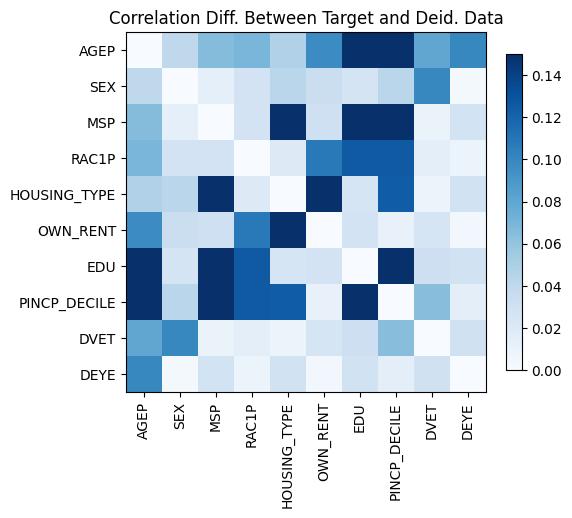 Correlation Diff. Between Target and Deid. Data
AGEP
SEX
MSP
RAC1P
HOUSING_TYPE
OWN_RENT
EDU
PINCP_DECILE
DVET
DEYE
AGEP
SEX
MSP
RAC1P
HOUSING_TYPE
OWN_RENT
EDU
PINCP_DECILE
DVET
DEYE
0.14
0.12
0.10
0.08
0.06
0.04
0.02
0.00